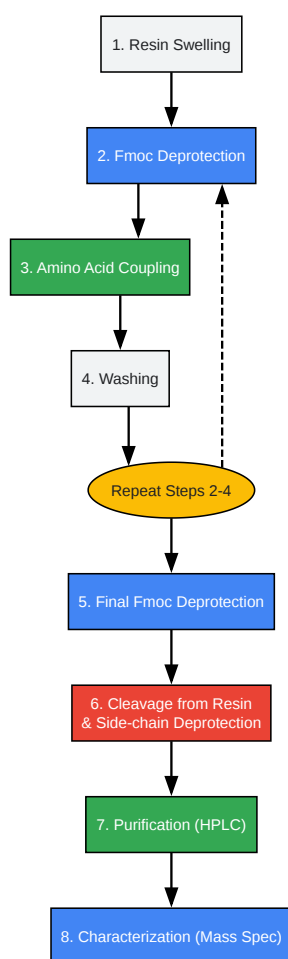 1. Resin Swelling
2. Fmoc Deprotection
3. Amino Acid Coupling
4. Washing
Repeat Steps 2-4
5. Final Fmoc Deprotection
6. Cleavage from Resin
& Side-chain Deprotection
7. Purification (HPLC)
8. Characterization (Mass Spec)